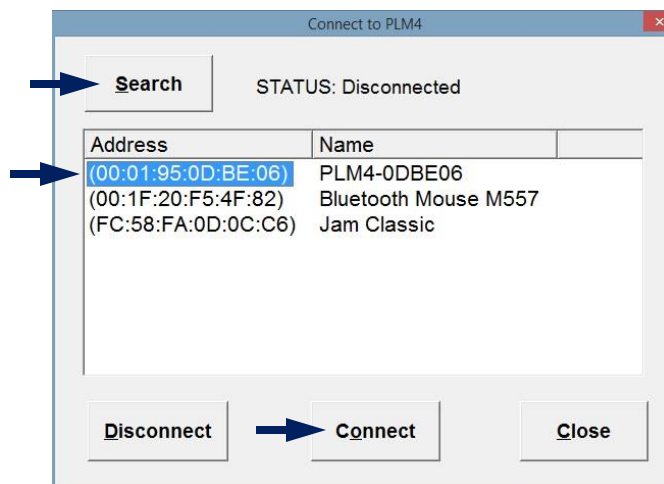 Connect to PLM4
Search STATUS: Disconnected
Address Name
(00:01:95:0D:BE:06) PLM4-0DBE06
(00:1F:20:F5:4F:82) Bluetooth Mouse M557
(FC:58:FA:0D:0C:C6) Jam Classic
Disconnect Connect Close